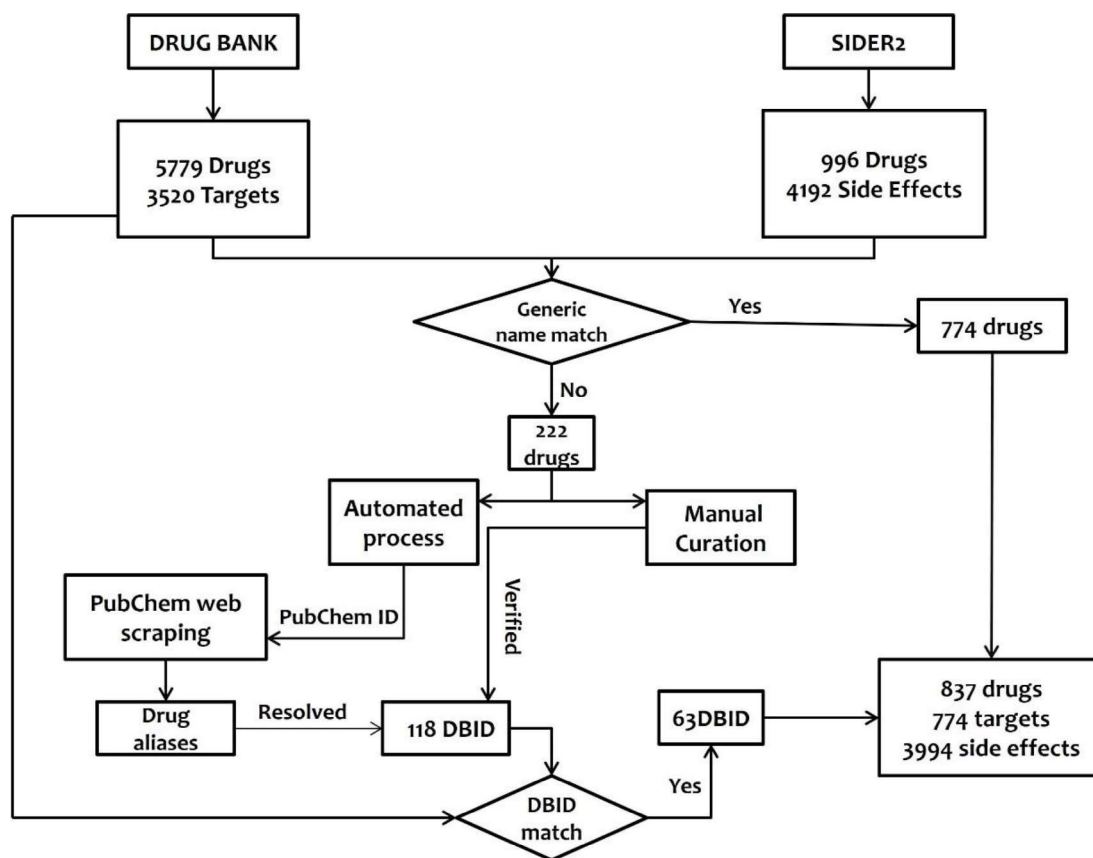 DRUG BANK
SIDER2
5779 Drugs
3520 Targets
996 Drugs
4192 Side Effects
Generic
name match
Yes
774 drugs
No
222
drugs
Automated
process
Manual
Curation
PubChem web
scraping
PubChem ID
Verified
Drug
aliases
Resolved
118 DBID
63DBID
837 drugs
774 targets
3994 side effects
Yes
DBID
match